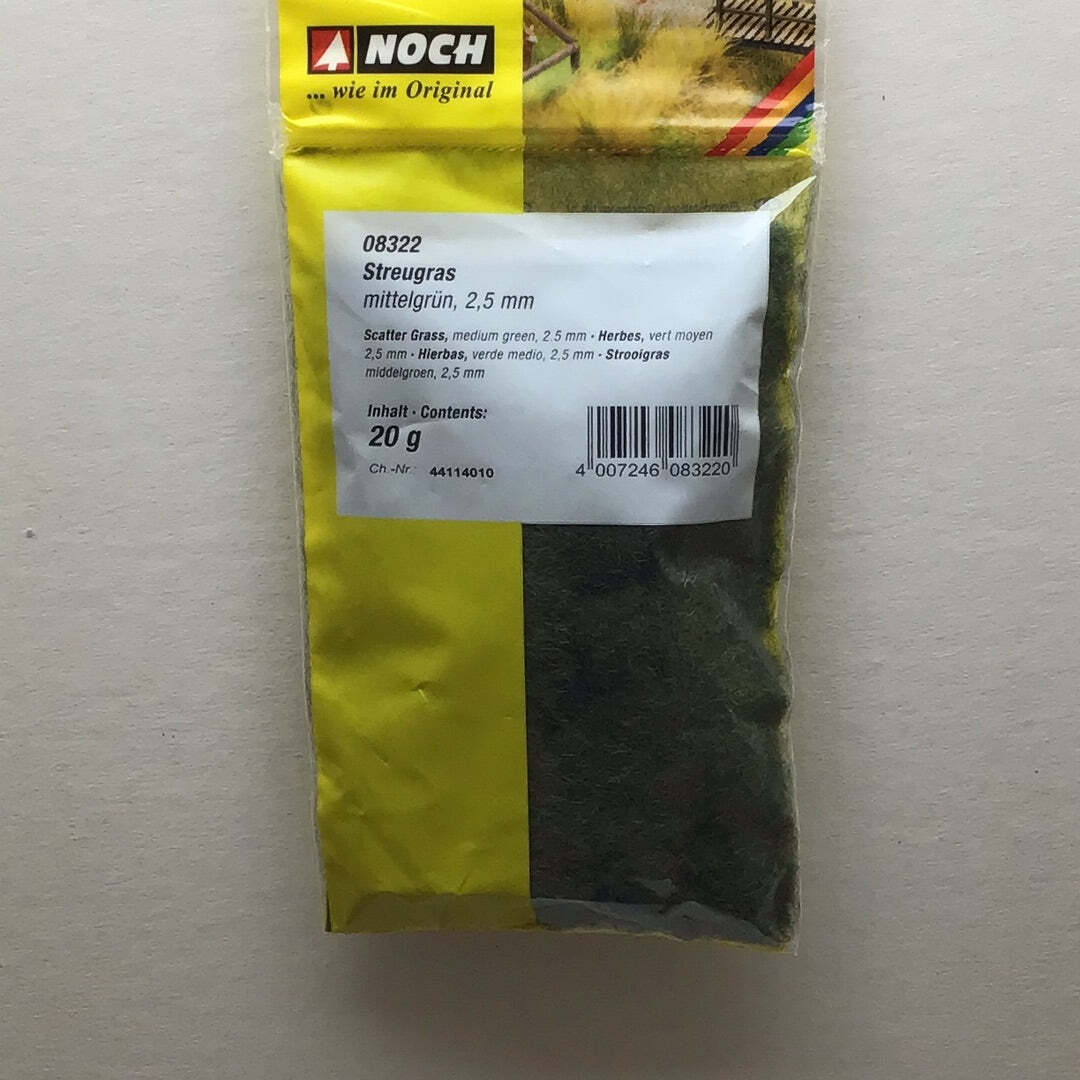 NOCH
... wie im Original
08322
Streugras
mittelgrün, 2,5 mm
Scatter Grass, medium green, 2.5 mm · Herbes, vert moyen
2,5 mm · Hierbas, verde medio, 2,5 mm · Strooigras
middelgroen, 2,5 mm
Inhalt · Contents:
20 g
Ch.-Nr.: 44114010
4 007246 083220